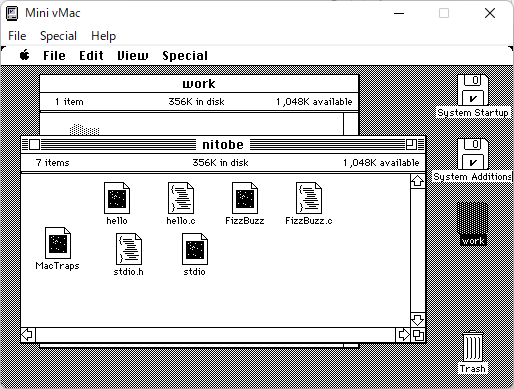 Mini vMac
File Special Help
File Edit View Special
work
1 item 356K in disk 1,048K available
nitobe
7 items 356K in disk 1,048K available
hello hello.c FizzBuzz FizzBuzz.c
MacTraps stdio.h stdio
System Startup
System Additions
work
Trash